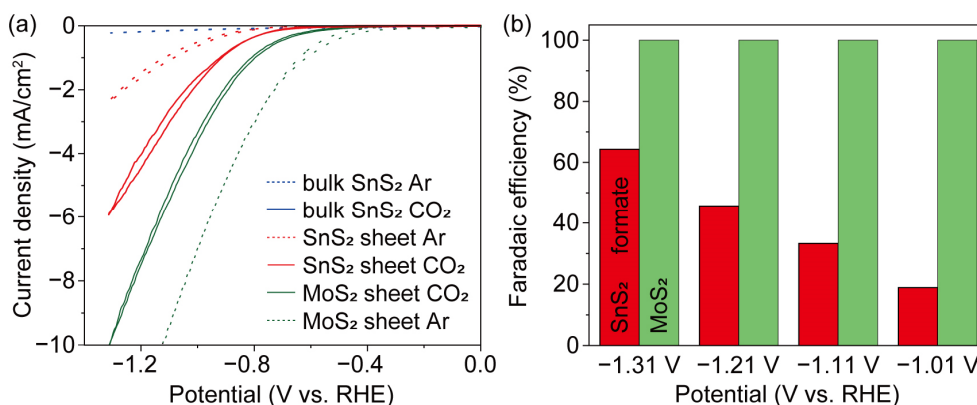 (a)
0
−2
−4
−6
−8
−10
Current density (mA/cm²)
bulk SnS₂ Ar
bulk SnS₂ CO₂
SnS₂ sheet Ar
SnS₂ sheet CO₂
MoS₂ sheet CO₂
MoS₂ sheet Ar
−1.2 −0.8 −0.4 0.0
Potential (V vs. RHE)
(b)
100
80
60
40
20
0
Faradaic efficiency (%)
SnS₂ formate
MoS₂
−1.31 V −1.21 V −1.11 V −1.01 V
Potential (V vs. RHE)